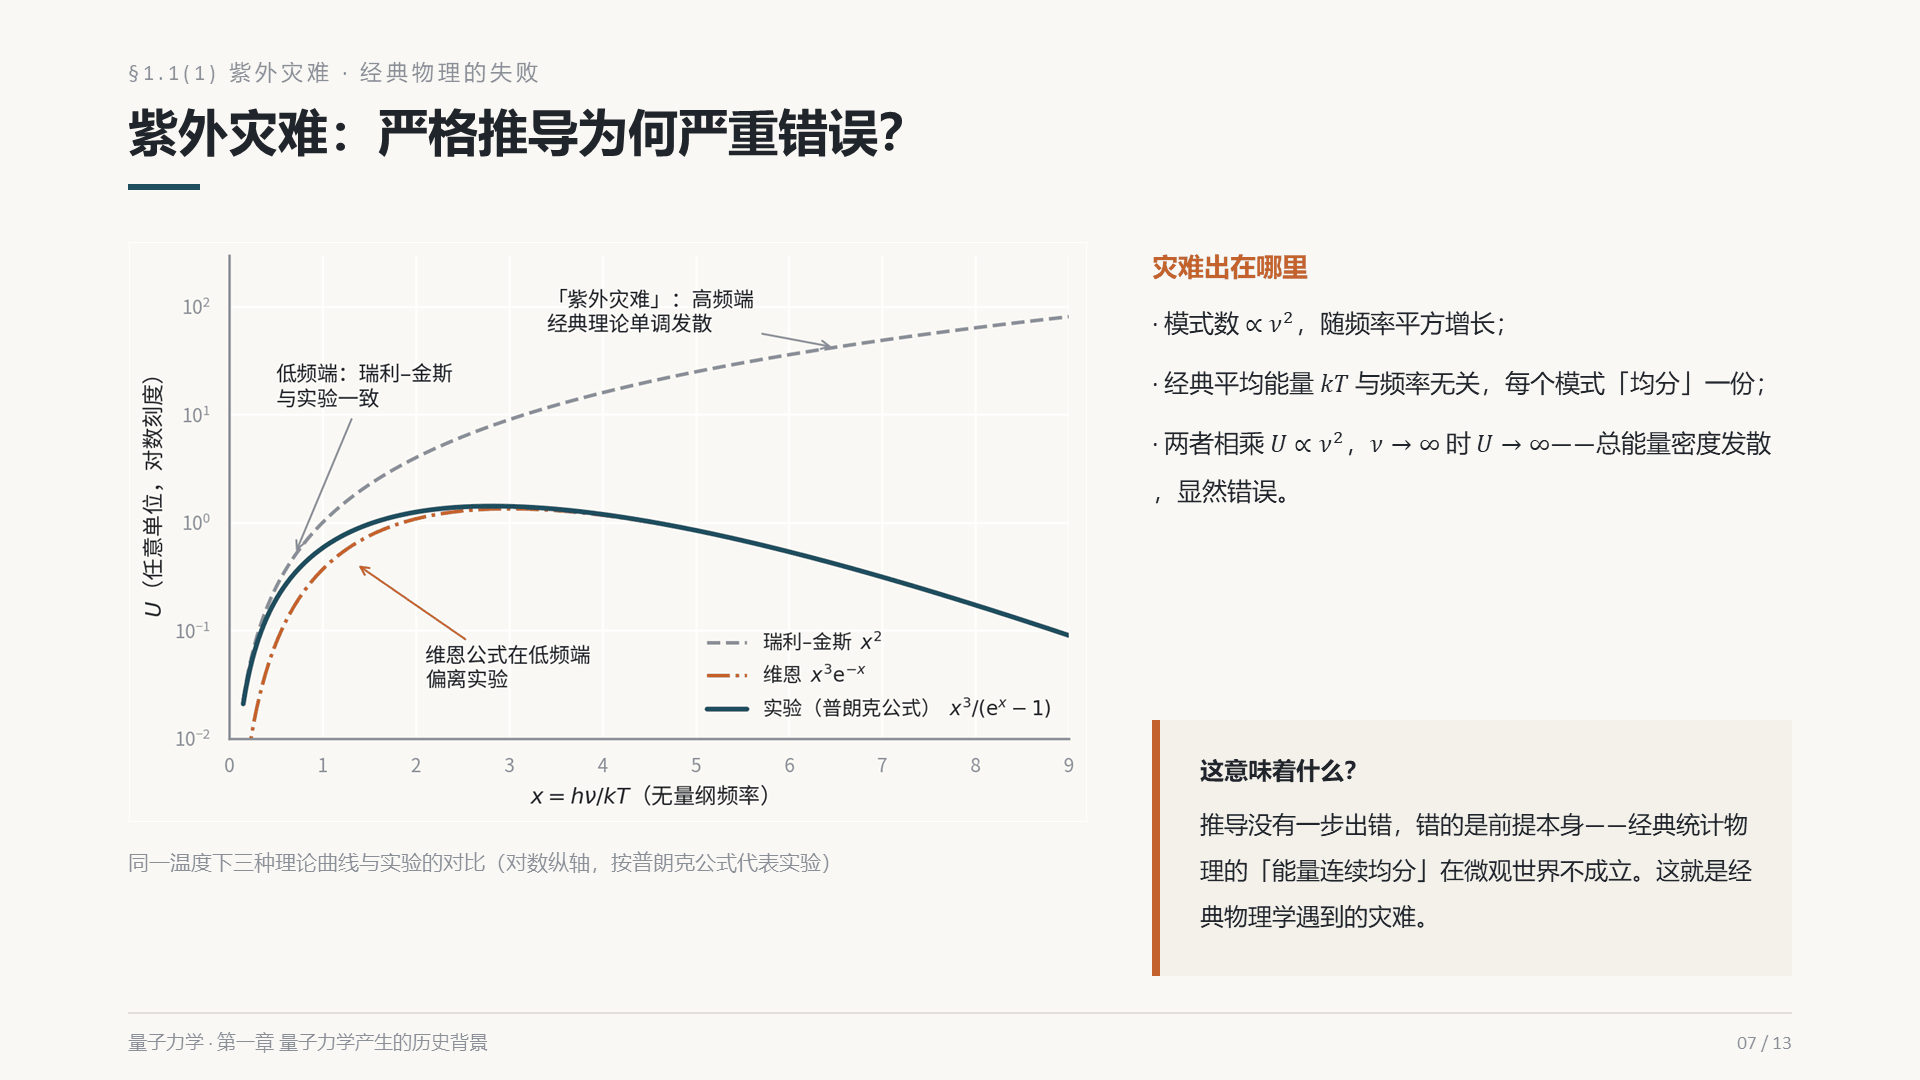 §1.1(1) 紫外灾难 · 经典物理的失败
紫外灾难：严格推导为何严重错误？
10²
10¹
10⁰
10⁻¹
10⁻²
U（任意单位，对数刻度）
「紫外灾难」：高频端
经典理论单调发散
低频端：瑞利–金斯
与实验一致
维恩公式在低频端
偏离实验
瑞利–金斯 x²
维恩 x³e⁻ˣ
实验（普朗克公式） x³/(eˣ − 1)
0 1 2 3 4 5 6 7 8 9
x = hν/kT（无量纲频率）
同一温度下三种理论曲线与实验的对比（对数纵轴，按普朗克公式代表实验）
灾难出在哪里
· 模式数 ∝ ν²，随频率平方增长；
· 经典平均能量 kT 与频率无关，每个模式「均分」一份；
· 两者相乘 U ∝ ν²，ν → ∞ 时 U → ∞——总能量密度发散
，显然错误。
这意味着什么？
推导没有一步出错，错的是前提本身——经典统计物
理的「能量连续均分」在微观世界不成立。这就是经
典物理学遇到的灾难。
量子力学 · 第一章 量子力学产生的历史背景
07 / 13